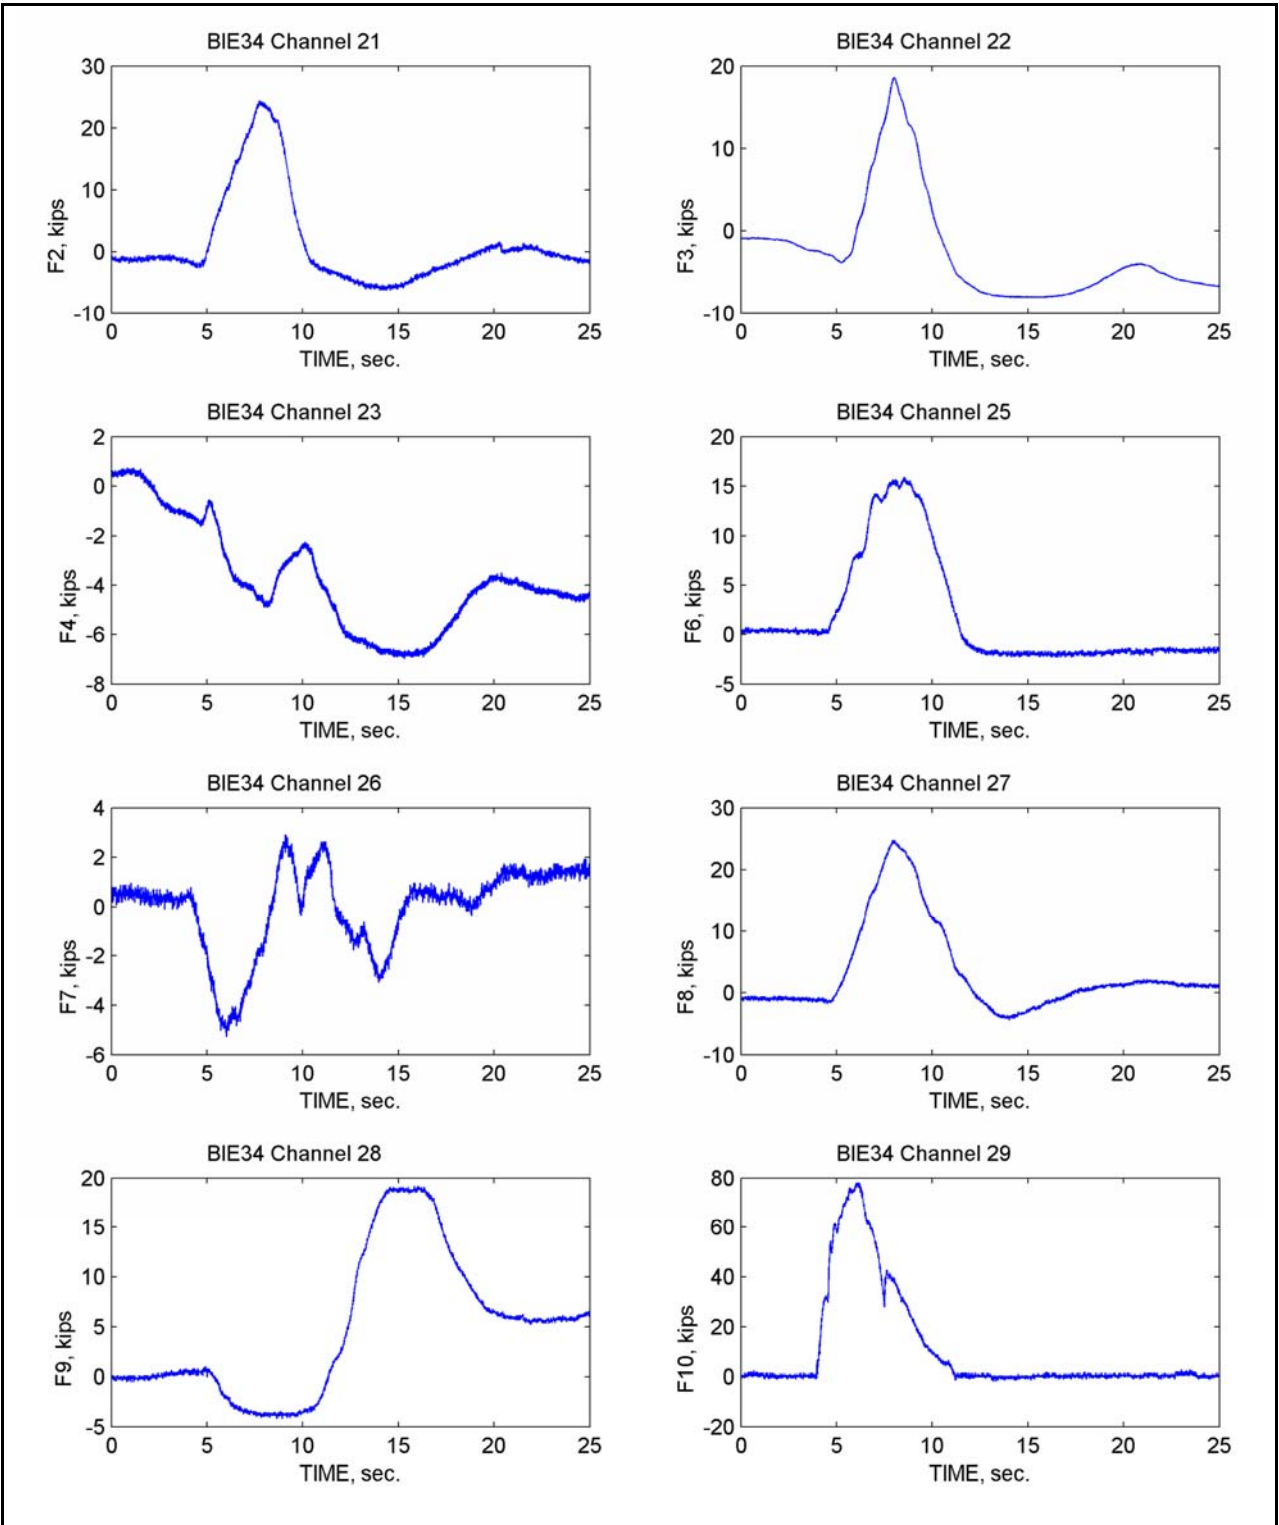 BIE34 Channel 21
F2, kips
30
20
10
0
-10
0 5 10 15 20 25
TIME, sec.
BIE34 Channel 22
F3, kips
20
10
0
-10
0 5 10 15 20 25
TIME, sec.
BIE34 Channel 23
F4, kips
2
0
-2
-4
-6
-8
0 5 10 15 20 25
TIME, sec.
BIE34 Channel 25
F6, kips
20
15
10
5
0
-5
0 5 10 15 20 25
TIME, sec.
BIE34 Channel 26
F7, kips
4
2
0
-2
-4
-6
0 5 10 15 20 25
TIME, sec.
BIE34 Channel 27
F8, kips
30
20
10
0
-10
0 5 10 15 20 25
TIME, sec.
BIE34 Channel 28
F9, kips
20
15
10
5
0
-5
0 5 10 15 20 25
TIME, sec.
BIE34 Channel 29
F10, kips
80
60
40
20
0
-20
0 5 10 15 20 25
TIME, sec.